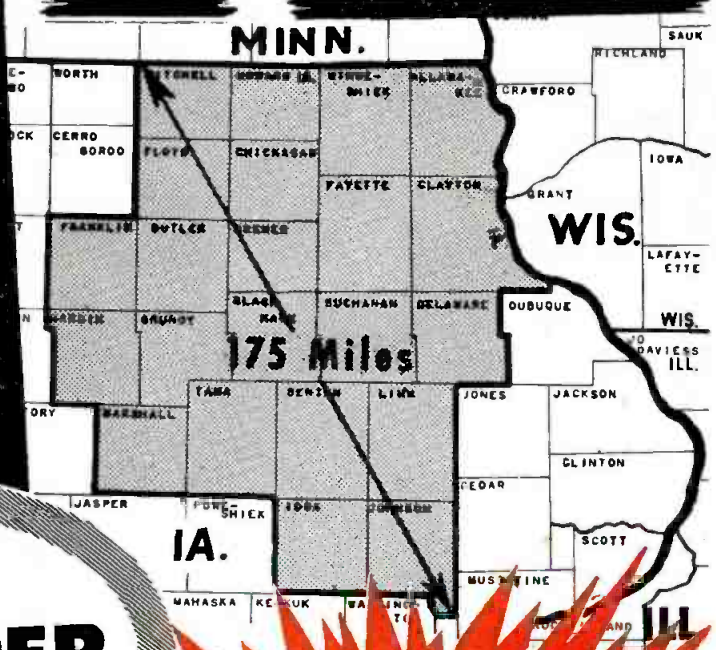 MINN.
SAUK
RICHLAND
WORTH
MITCHELL
HOWARD
WINNE-
SHIEK
ALLAMA-
KEE
CRAWFORD
CERRO
GORDO
FLOYD
CHICKASAW
IOWA
FAYETTE
CLAYTON
GRANT
WIS.
FRANKLIN
BUTLER
BREMER
LAFAY-
ETTE
BLACK
HAWK
BUCHANAN
DELAWARE
DUBUQUE
HARDIN
GRUNDY
WIS.
175 Miles
JO
DAVIESS
ILL.
TAMA
BENTON
LINN
JONES
JACKSON
MARSHALL
CLINTON
CEDAR
JASPER
POWE-
SHIEK
IOWA
JOHNSON
IA.
SCOTT
MUSCATINE
MAHASKA
KEOKUK
ILL